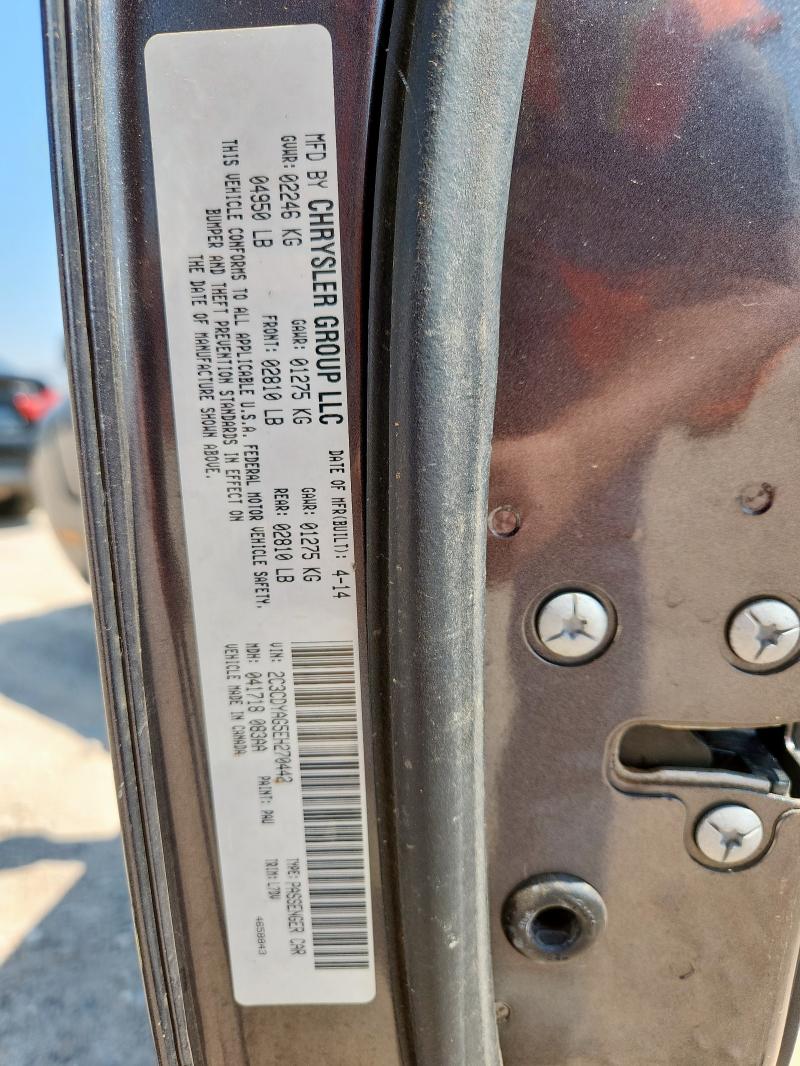 MFD BY CHRYSLER GROUP LLC DATE OF MFR(BUILT): 4-14
GVWR: 02246 KG GAWR: 01275 KG GAWR: 01275 KG
04950 LB FRONT: 02810 LB REAR: 02810 LB
THIS VEHICLE CONFORMS TO ALL APPLICABLE U.S.A. FEDERAL MOTOR VEHICLE SAFETY,
BUMPER AND THEFT PREVENTION STANDARDS IN EFFECT ON
THE DATE OF MANUFACTURE SHOWN ABOVE.
VIN: 2C3CDYAG5EH270442 TYPE: PASSENGER CAR
MDH: 041718 083AA PAINT: PAU TRIM: L7DV
VEHICLE MADE IN CANADA
4658843